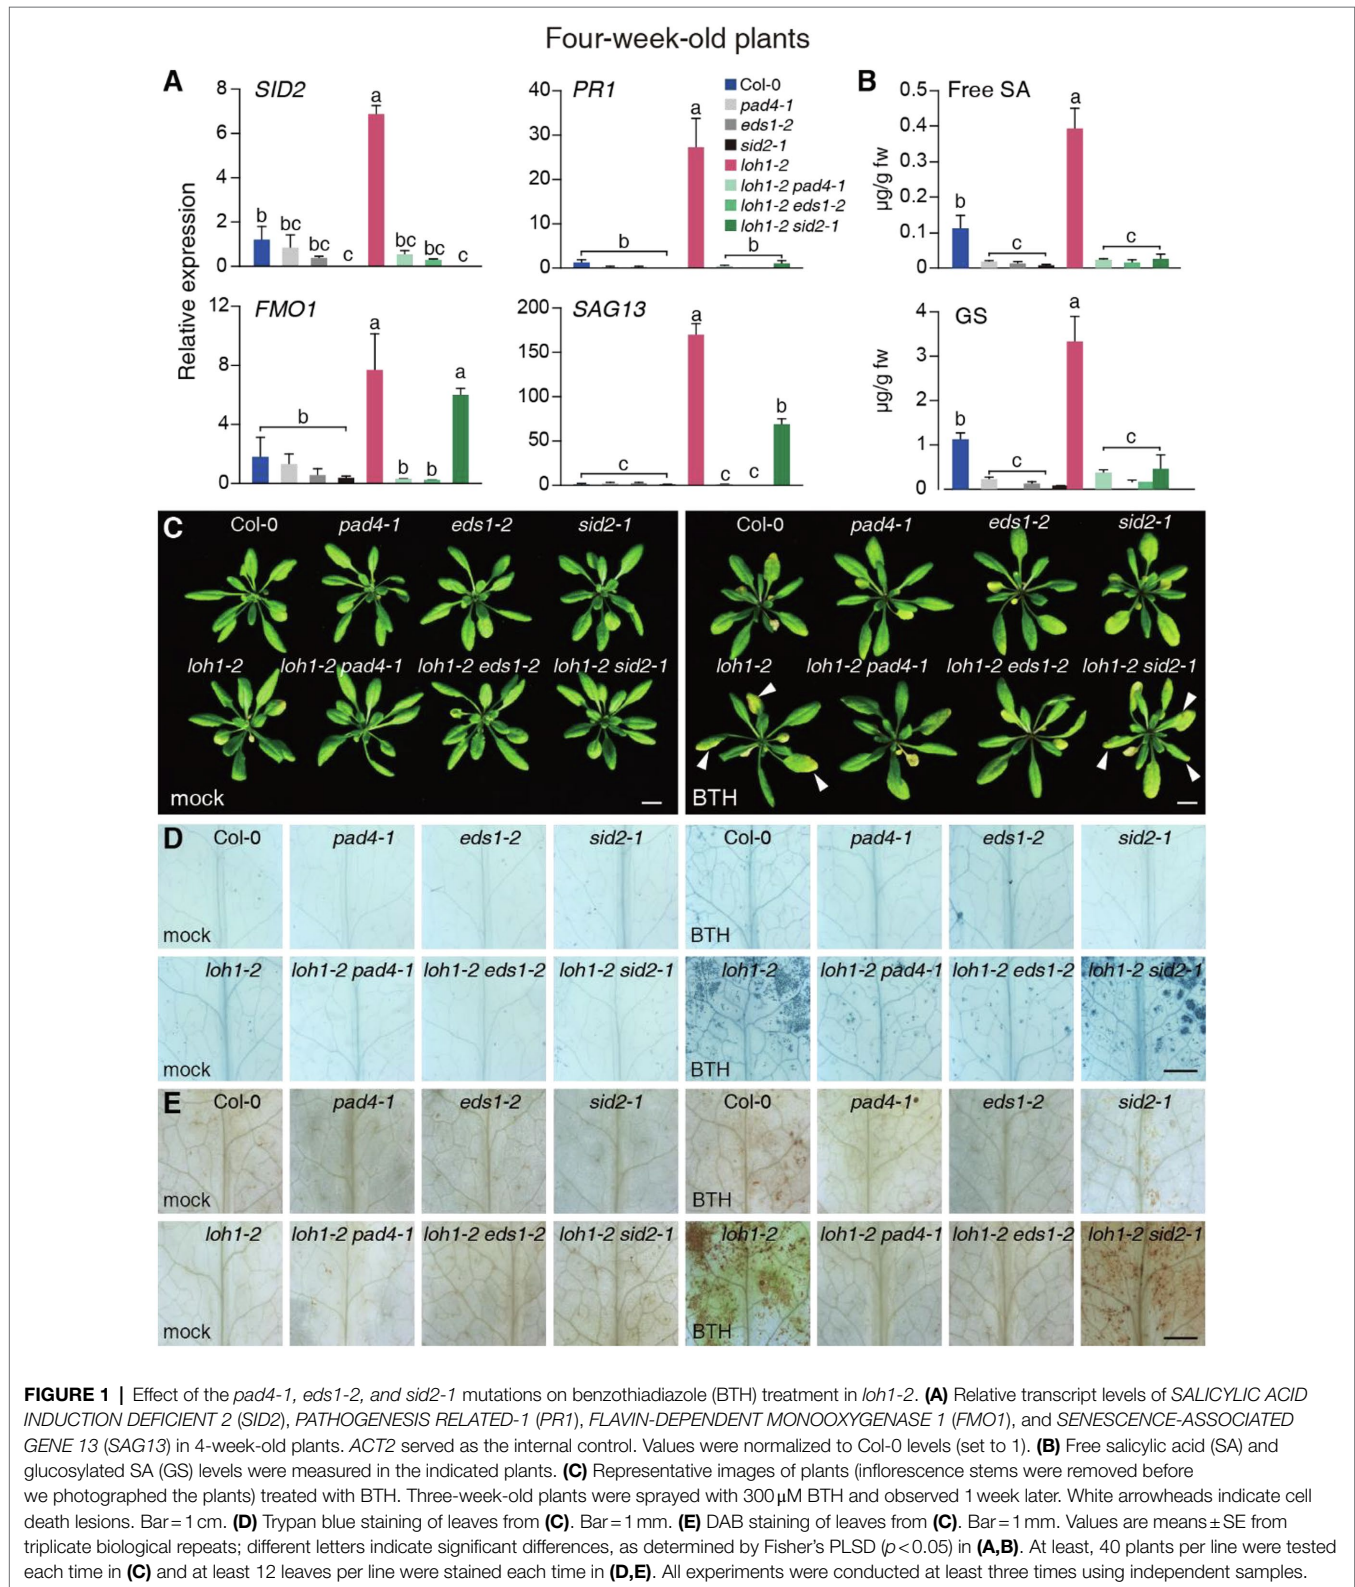 Four-week-old plants
A
SID2
Relative expression
8
6
4
2
0
b
bc
bc
c
a
bc
bc
c
PR1
40
30
20
10
0
b
a
b
Col-0
pad4-1
eds1-2
sid2-1
loh1-2
loh1-2 pad4-1
loh1-2 eds1-2
loh1-2 sid2-1
B
Free SA
µg/g fw
0.5
0.4
0.3
0.2
0.1
0
b
c
a
c
FMO1
12
8
4
0
b
a
b
b
a
SAG13
200
150
100
50
0
c
a
c
c
b
GS
µg/g fw
4
3
2
1
0
b
c
a
c
C
Col-0 pad4-1 eds1-2 sid2-1
loh1-2 loh1-2 pad4-1 loh1-2 eds1-2 loh1-2 sid2-1
mock
Col-0 pad4-1 eds1-2 sid2-1
loh1-2 loh1-2 pad4-1 loh1-2 eds1-2 loh1-2 sid2-1
BTH
D
Col-0 pad4-1 eds1-2 sid2-1 Col-0 pad4-1 eds1-2 sid2-1
mock BTH
loh1-2 loh1-2 pad4-1 loh1-2 eds1-2 loh1-2 sid2-1 loh1-2 loh1-2 pad4-1 loh1-2 eds1-2 loh1-2 sid2-1
mock BTH
E
Col-0 pad4-1 eds1-2 sid2-1 Col-0 pad4-1 eds1-2 sid2-1
mock BTH
loh1-2 loh1-2 pad4-1 loh1-2 eds1-2 loh1-2 sid2-1 loh1-2 loh1-2 pad4-1 loh1-2 eds1-2 loh1-2 sid2-1
mock BTH
FIGURE 1 | Effect of the pad4-1, eds1-2, and sid2-1 mutations on benzothiadiazole (BTH) treatment in loh1-2. (A) Relative transcript levels of SALICYLIC ACID
INDUCTION DEFICIENT 2 (SID2), PATHOGENESIS RELATED-1 (PR1), FLAVIN-DEPENDENT MONOOXYGENASE 1 (FMO1), and SENESCENCE-ASSOCIATED
GENE 13 (SAG13) in 4-week-old plants. ACT2 served as the internal control. Values were normalized to Col-0 levels (set to 1). (B) Free salicylic acid (SA) and
glucosylated SA (GS) levels were measured in the indicated plants. (C) Representative images of plants (inflorescence stems were removed before
we photographed the plants) treated with BTH. Three-week-old plants were sprayed with 300 µM BTH and observed 1 week later. White arrowheads indicate cell
death lesions. Bar = 1 cm. (D) Trypan blue staining of leaves from (C). Bar = 1 mm. (E) DAB staining of leaves from (C). Bar = 1 mm. Values are means ± SE from
triplicate biological repeats; different letters indicate significant differences, as determined by Fisher's PLSD (p < 0.05) in (A,B). At least, 40 plants per line were tested
each time in (C) and at least 12 leaves per line were stained each time in (D,E). All experiments were conducted at least three times using independent samples.